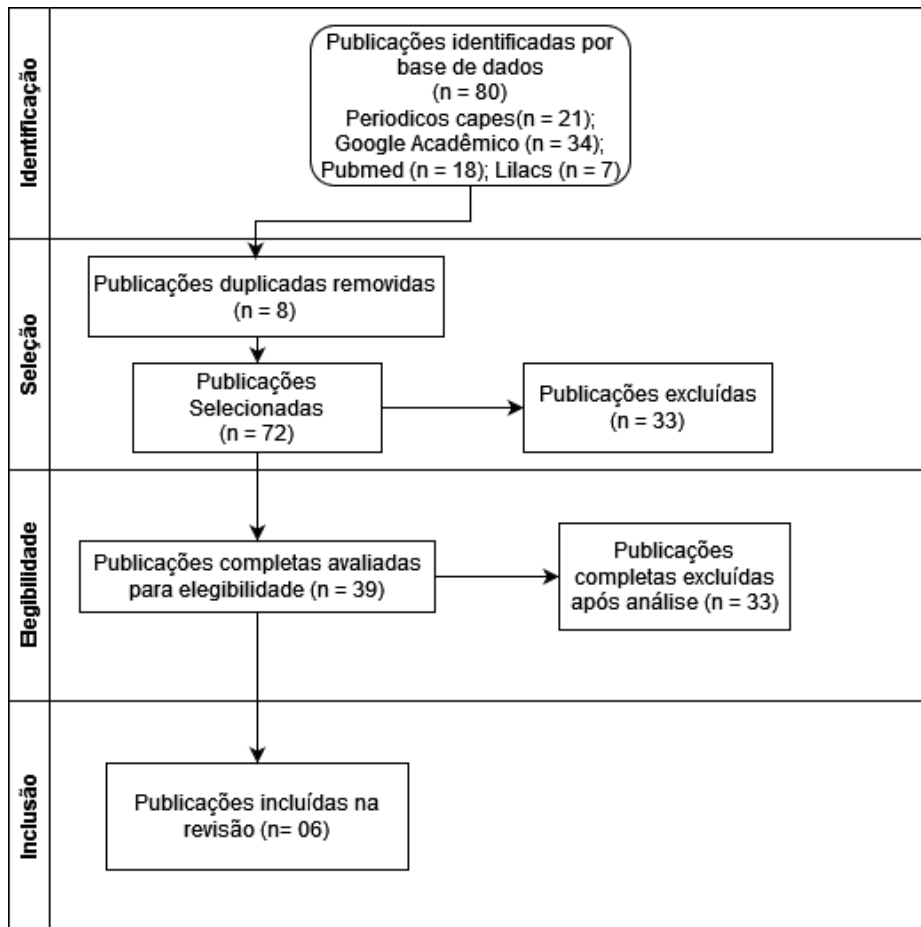 Identificação
Publicações identificadas por
base de dados
(n = 80)
Periodicos capes(n = 21);
Google Acadêmico (n = 34);
Pubmed (n = 18); Lilacs (n = 7)
Seleção
Publicações duplicadas removidas
(n = 8)
Publicações
Selecionadas
(n = 72)
Publicações excluídas
(n = 33)
Elegibilidade
Publicações completas avaliadas
para elegibilidade (n = 39)
Publicações
completas excluídas
após análise (n = 33)
Inclusão
Publicações incluídas na
revisão (n= 06)